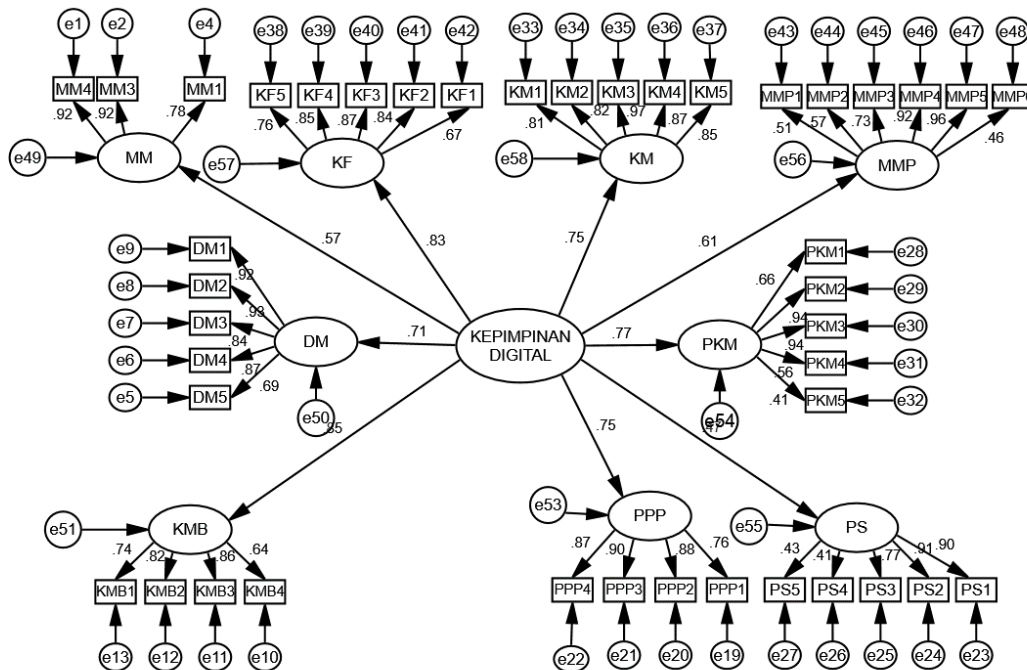 e1 e2 e4 e38 e39 e40 e41 e42 e33 e34 e35 e36 e37 e43 e44 e45 e46 e47 e48
MM4 MM3 MM1 KF5 KF4 KF3 KF2 KF1 KM1 KM2 KM3 KM4 KM5 MMP1 MMP2 MMP3 MMP4 MMP5
.92 .92 .78 .76 .85 .87 .84 .67 .81 .82 .97 .87 .85 .51 .57 .73 .92 .96 .46
e49 MM e57 KF e58 KM e56 MMP
.57 .83 .75 .61
e9 DM1 .92
e8 DM2 .93
e7 DM3 .84
e6 DM4 .87
e5 DM5 .69
DM
e50
.71
KEPIMPINAN
DIGITAL
.77
PKM
e54
.66 PKM1 e28
PKM2 e29
.94 PKM3 e30
.94 PKM4 e31
.56
.41 PKM5 e32
.85 .75 .47
e51 KMB e53 PPP e55 PS
.74 .82 .86 .64 .87 .90 .88 .76 .43 .41 .77 .91 .90
KMB1 KMB2 KMB3 KMB4 PPP4 PPP3 PPP2 PPP1 PS5 PS4 PS3 PS2 PS1
e13 e12 e11 e10 e22 e21 e20 e19 e27 e26 e25 e24 e23